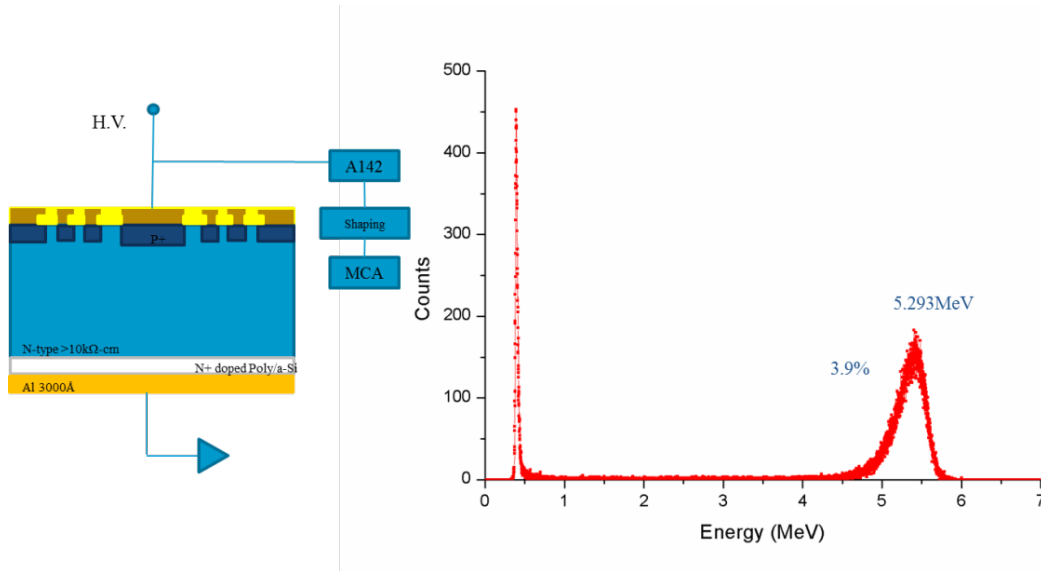 H.V.
A142
Shaping
MCA
P+
N-type >10kΩ-cm
N+ doped Poly/a-Si
Al 3000Å
500
400
300
200
100
0
Counts
5.293MeV
3.9%
0 1 2 3 4 5 6 7
Energy (MeV)